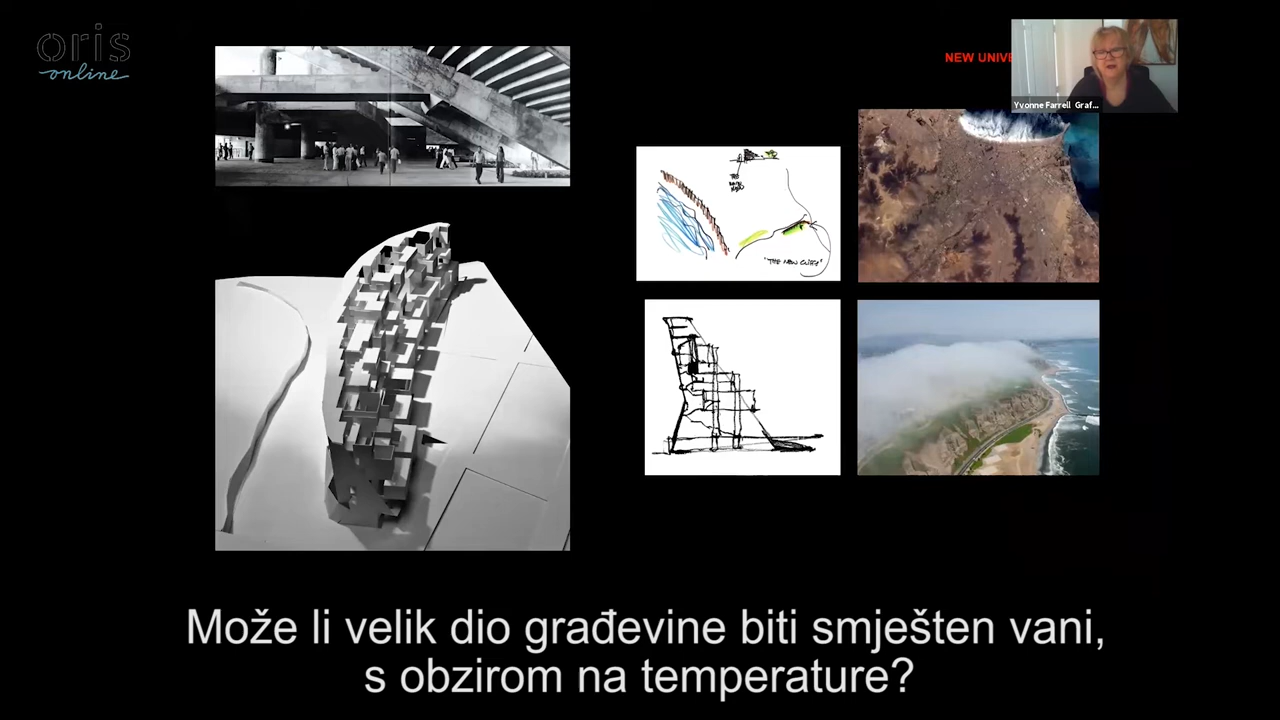 oris
online
NEW UNIVE
Yvonne Farrell Graf...
"THE NEW CLIFF"
Može li velik dio građevine biti smješten vani,
s obzirom na temperature?